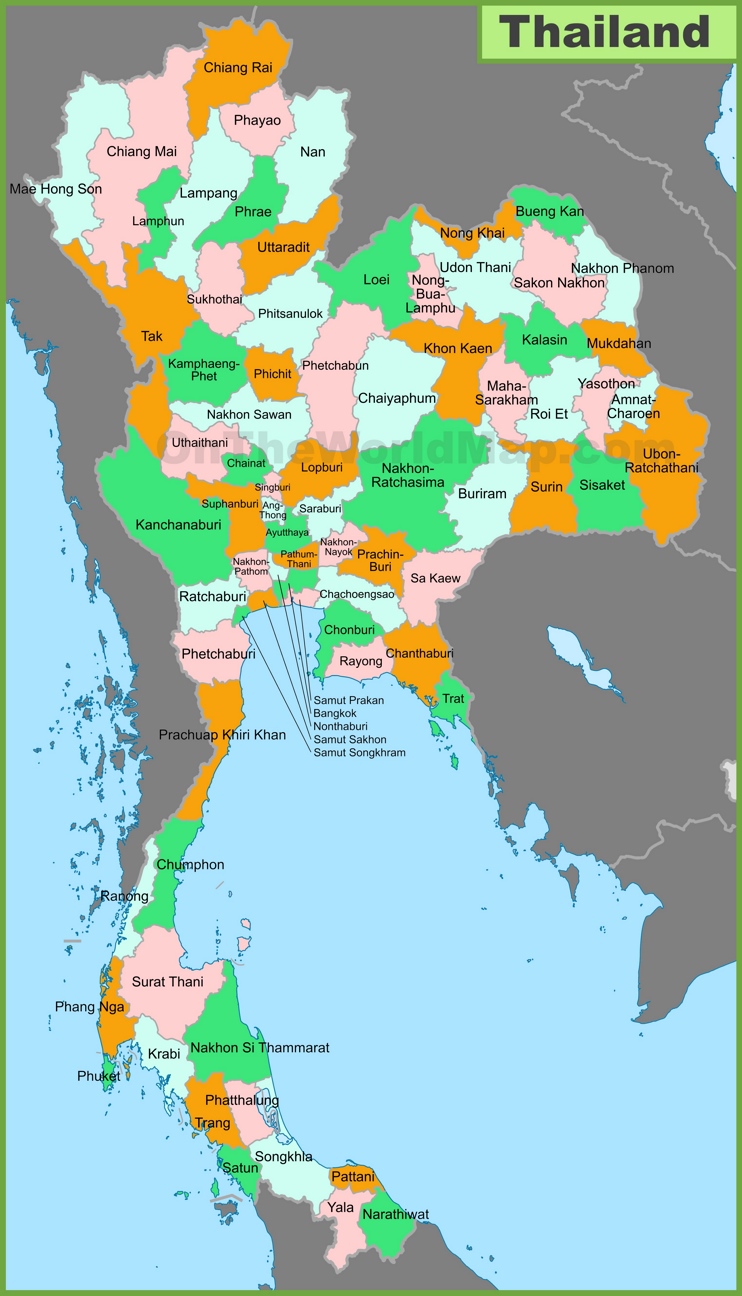 Thailand
Chiang Rai
Phayao
Chiang Mai
Nan
Mae Hong Son
Lampang
Lamphun
Phrae
Bueng Kan
Nong Khai
Uttaradit
Udon Thani
Nakhon Phanom
Loei
Nong-
Bua-
Lamphu
Sakon Nakhon
Sukhothai
Phitsanulok
Tak
Kalasin
Mukdahan
Khon Kaen
Kamphaeng-
Phet
Phetchabun
Phichit
Chaiyaphum
Maha-
Sarakham
Yasothon
Roi Et
Amnat-
Charoen
Nakhon Sawan
OnTheWorldMap.com
Uthaithani
Chainat
Lopburi
Nakhon-
Ratchasima
Ubon-
Ratchathani
Singburi
Buriram
Surin
Sisaket
Suphanburi
Ang-
Thong
Saraburi
Kanchanaburi
Ayutthaya
Nakhon-
Nayok
Pathum-
Thani
Prachin-
Buri
Nakhon-
Pathom
Sa Kaew
Ratchaburi
Chachoengsao
Chonburi
Phetchaburi
Rayong
Chanthaburi
Trat
Samut Prakan
Bangkok
Nonthaburi
Samut Sakhon
Samut Songkhram
Prachuap Khiri Khan
Chumphon
Ranong
Surat Thani
Phang Nga
Krabi
Nakhon Si Thammarat
Phuket
Phatthalung
Trang
Songkhla
Satun
Pattani
Yala
Narathiwat